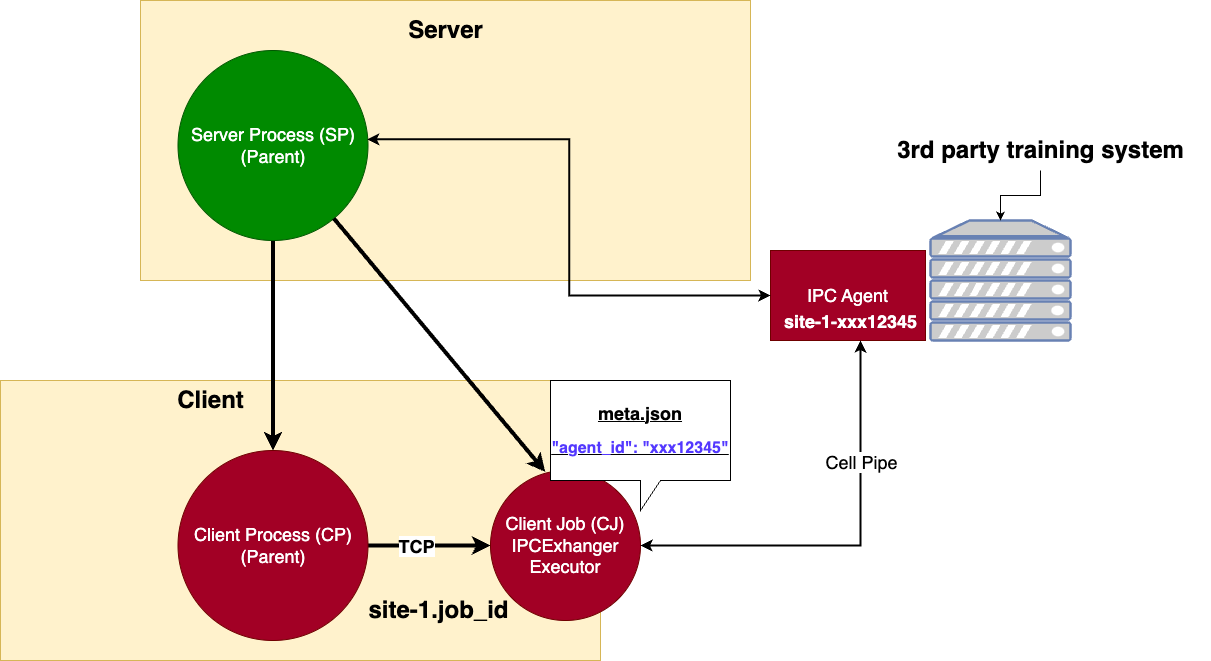 Server
Server Process (SP)
(Parent)
3rd party training system
IPC Agent
site-1-xxx12345
Client
meta.json
"agent_id": "xxx12345"
Cell Pipe
Client Process (CP)
(Parent)
TCP
Client Job (CJ)
IPCExhanger
Executor
site-1.job_id